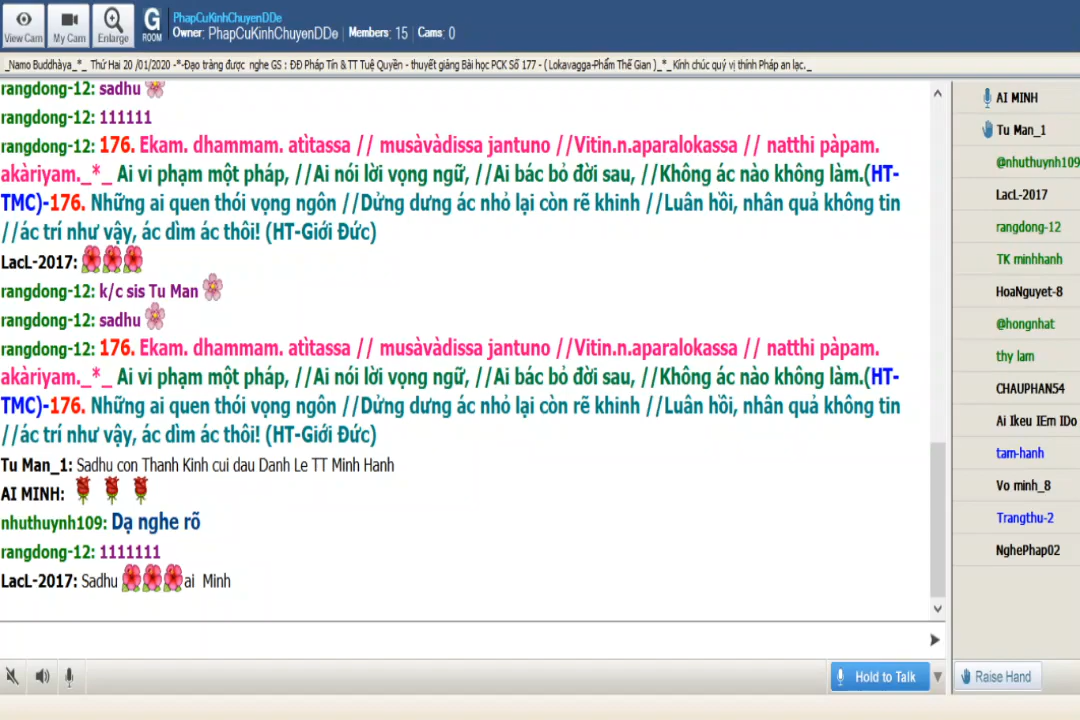 View Cam
My Cam
Enlarge
G
ROOM
PhapCuKinhChuyenDDe
Owner: PhapCuKinhChuyenDDe Members: 15 Cams: 0
_Namo Buddhàya_*_ Thứ Hai 20 /01/2020 -*-Đạo tràng được nghe GS : ĐĐ Pháp Tín & TT Tuệ Quyền - thuyết giảng Bài học PCK Số 177 - ( Lokavagga-Phẩm Thế Gian )_*_Kính chúc quý vị thính Pháp an lạc._
rangdong-12: sadhu
rangdong-12: 111111
rangdong-12: 176. Ekam. dhammam. atìtassa // musàvàdissa jantuno //Vitin.n.aparalokassa // natthi pàpam.
akàriyam._*_ Ai vi phạm một pháp, //Ai nói lời vọng ngữ, //Ai bác bỏ đời sau, //Không ác nào không làm.(HT-
TMC)-176. Những ai quen thói vọng ngôn //Dửng dưng ác nhỏ lại còn rẽ khinh //Luân hồi, nhân quả không tin
//ác trí như vậy, ác dìm ác thôi! (HT-Giới Đức)
LacL-2017:
rangdong-12: k/c sis Tu Man
rangdong-12: sadhu
rangdong-12: 176. Ekam. dhammam. atìtassa // musàvàdissa jantuno //Vitin.n.aparalokassa // natthi pàpam.
akàriyam._*_ Ai vi phạm một pháp, //Ai nói lời vọng ngữ, //Ai bác bỏ đời sau, //Không ác nào không làm.(HT-
TMC)-176. Những ai quen thói vọng ngôn //Dửng dưng ác nhỏ lại còn rẽ khinh //Luân hồi, nhân quả không tin
//ác trí như vậy, ác dìm ác thôi! (HT-Giới Đức)
Tu Man_1: Sadhu con Thanh Kinh cui dau Danh Le TT Minh Hanh
AI MINH:
nhuthuynh109: Dạ nghe rõ
rangdong-12: 1111111
LacL-2017: Sadhu ai Minh
Hold to Talk
AI MINH
Tu Man_1
@nhuthuynh109
LacL-2017
rangdong-12
TK minhhanh
HoaNguyet-8
@hongnhat
thy lam
CHAUPHAN54
Ai Ikeu IEm IDo
tam-hanh
Vo minh_8
Trangthu-2
NghePhap02
Raise Hand